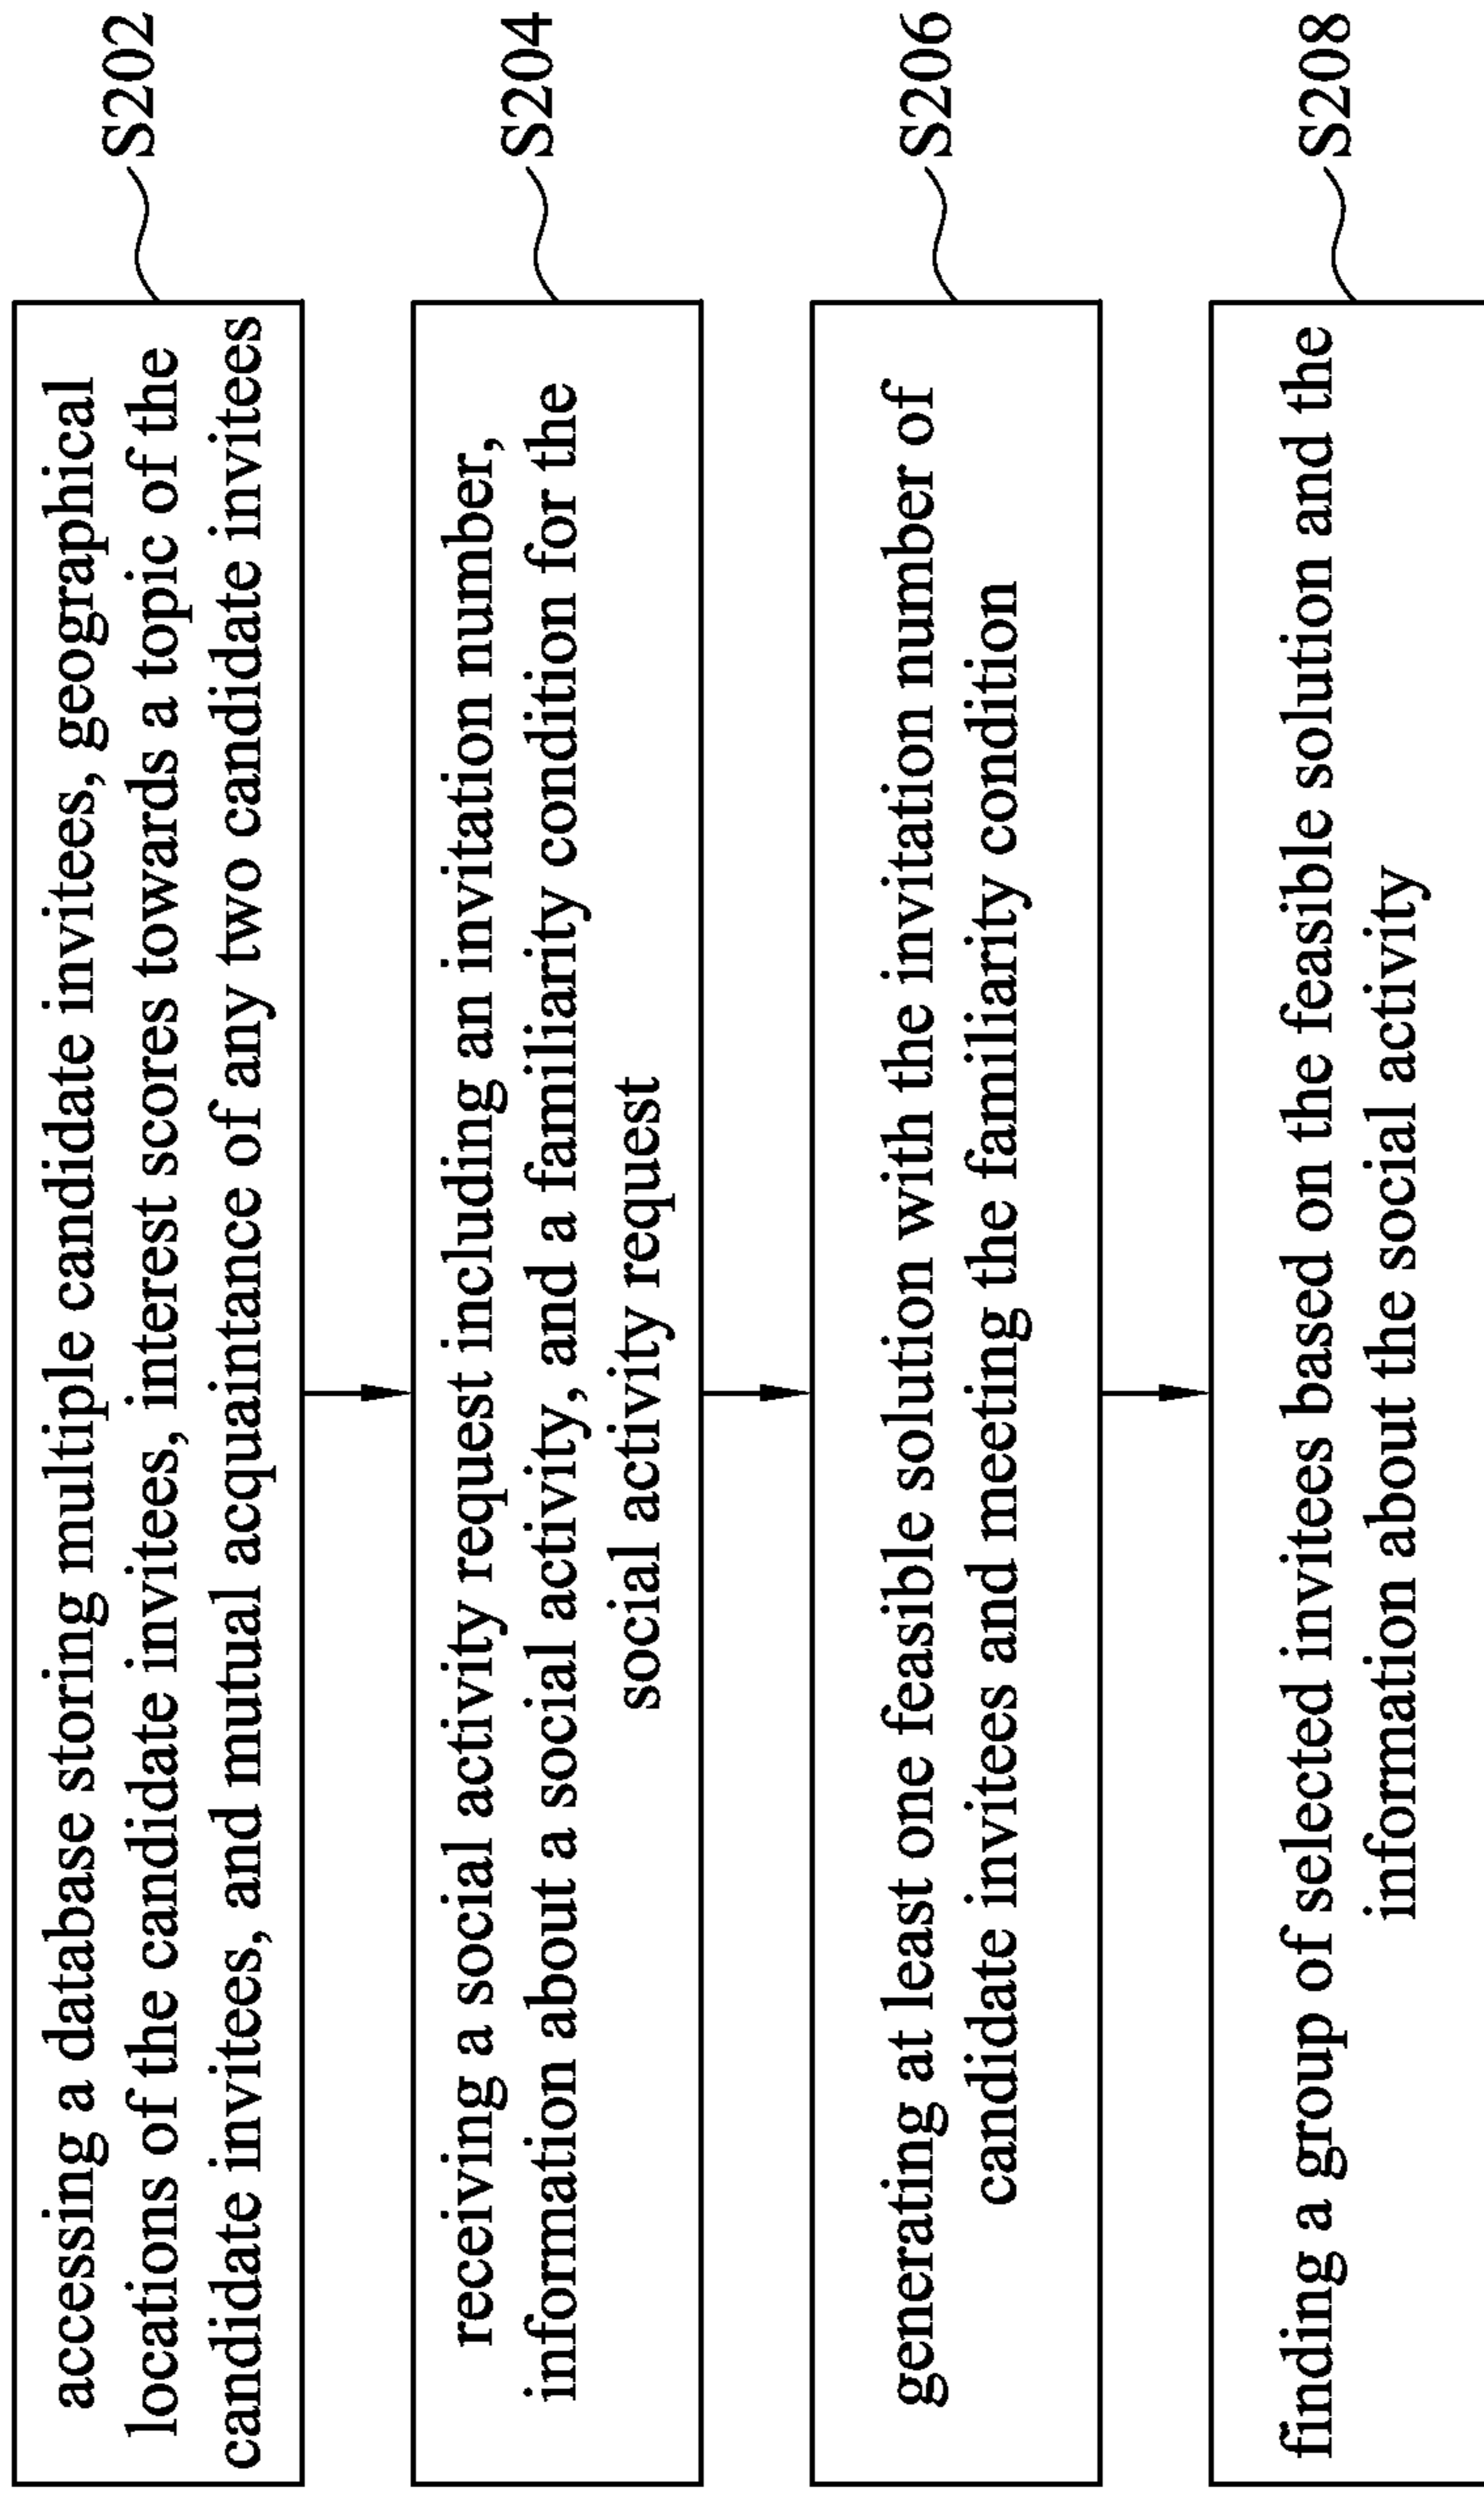 accessing a database storing multiple candidate invitees, geographical
locations of the candidate invitees, interest scores towards a topic of the
candidate invitees, and mutual acquaintance of any two candidate invitees
S202
receiving a social activity request including an invitation number,
information about a social activity, and a familiarity condition for the
social activity request
S204
generating at least one feasible solution with the invitation number of
candidate invitees and meeting the familiarity condition
S206
finding a group of selected invitees based on the feasible solution and the
information about the social activity
S208